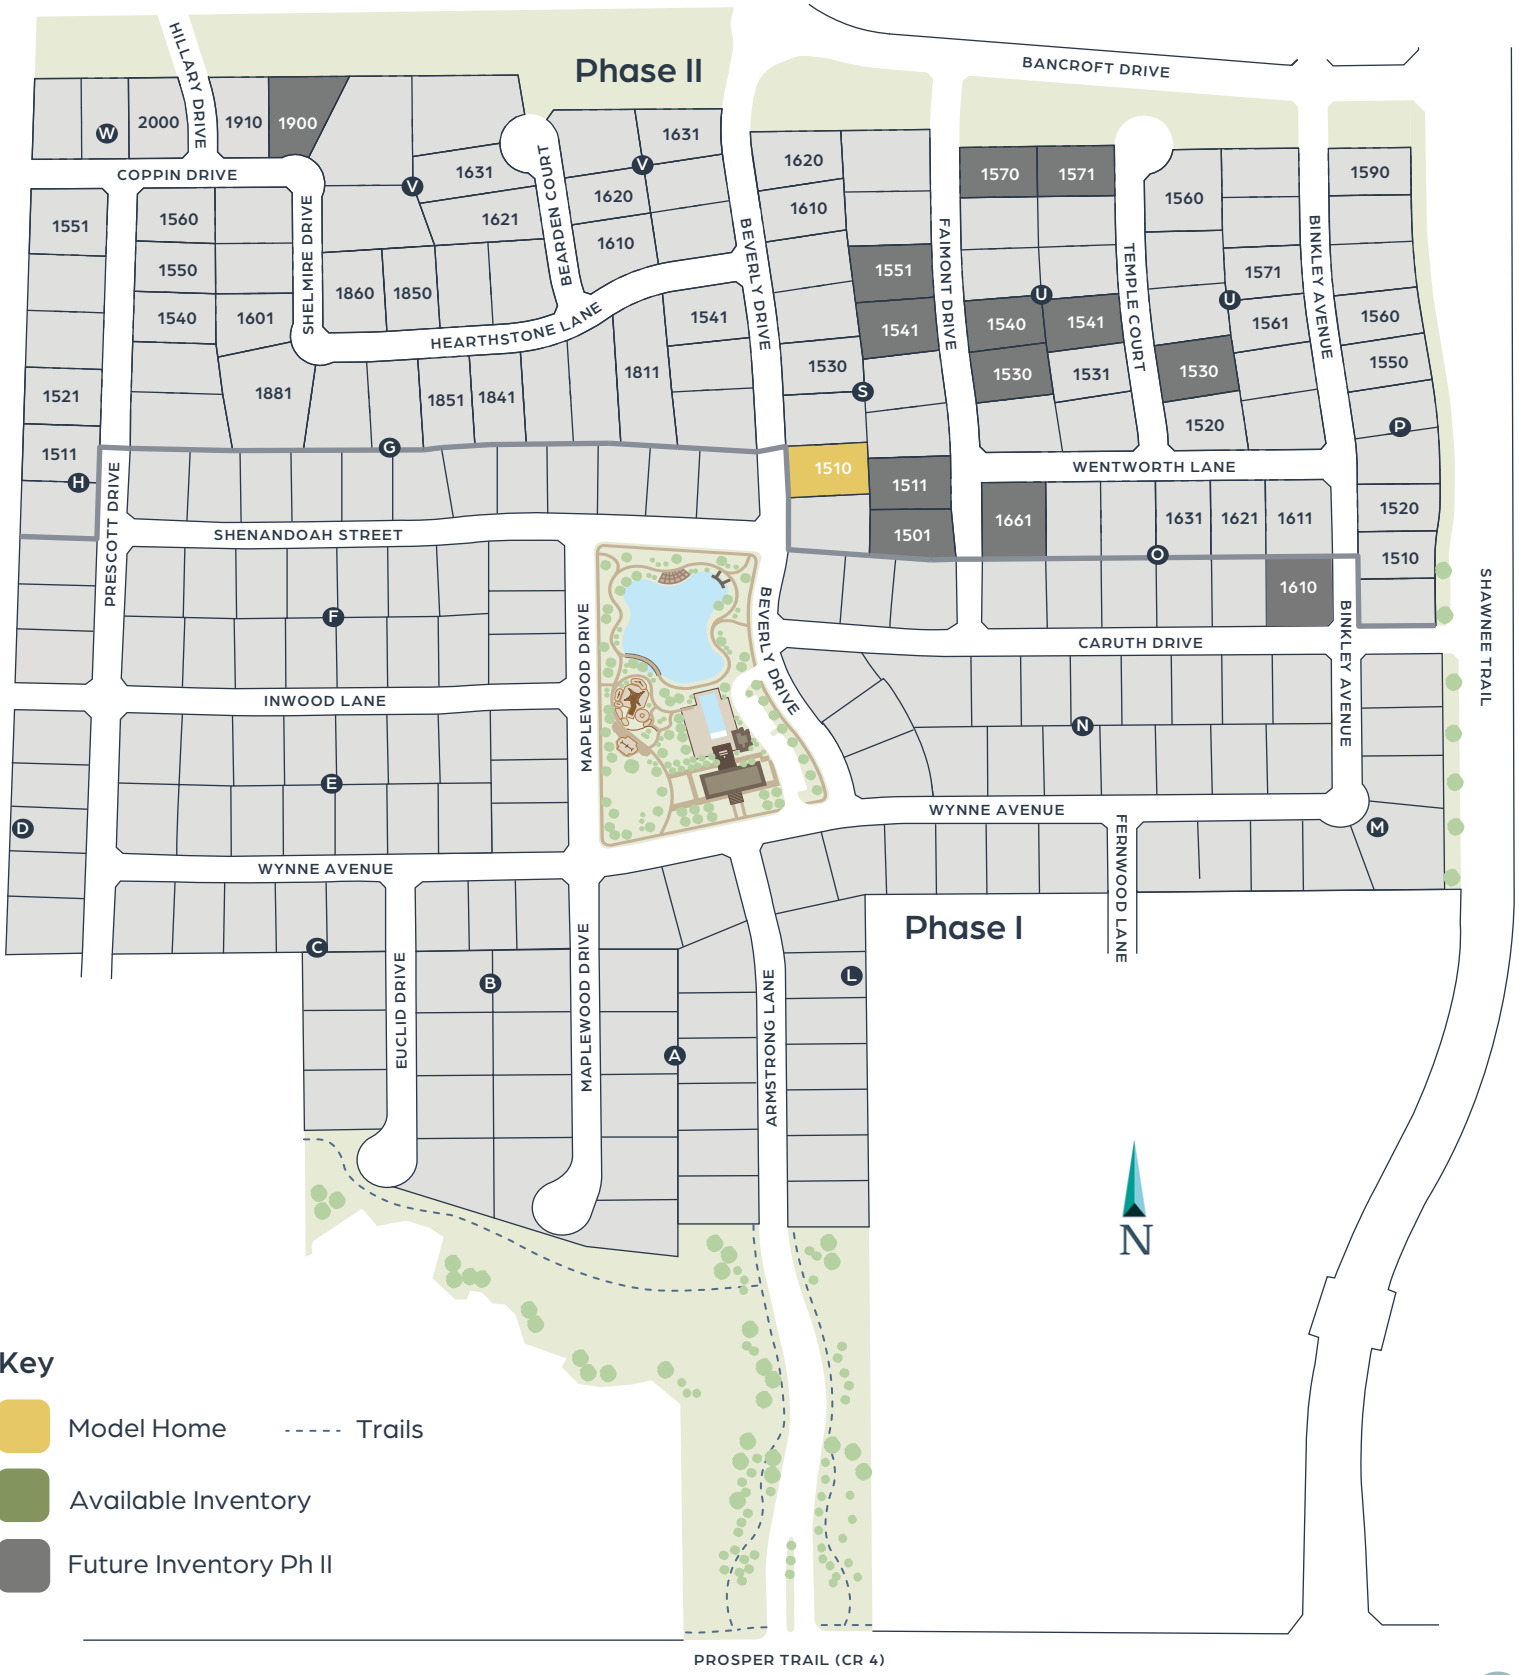 HILLARY DRIVE
Phase II
BANCROFT DRIVE
W
2000
1910
1900
1631
V
1631
1620
1570
1571
1590
COPPIN DRIVE
V
1621
1620
1610
1610
1560
1551
1560
1550
1540
1601
SHELMIRE DRIVE
1860
1850
BEARDEN COURT
HEARTHSTONE LANE
BEVERLY DRIVE
1551
1541
FAIMONT DRIVE
U
1540
1541
TEMPLE COURT
U
1571
1561
BINKLEY AVENUE
1560
1550
1541
1530
S
1530
1531
1530
1520
P
1521
1511
H
1881
1851
1841
1811
G
1510
1511
1501
WENTWORTH LANE
1661
1631
1621
1611
O
1520
1510
1610
PRESCOTT DRIVE
SHENANDOAH STREET
F
MAPLEWOOD DRIVE
BEVERLY DRIVE
CARUTH DRIVE
BINKLEY AVENUE
SHAWNEE TRAIL
INWOOD LANE
N
E
D
WYNNE AVENUE
M
WYNNE AVENUE
FERNWOOD LANE
Phase I
C
EUCLID DRIVE
B
MAPLEWOOD DRIVE
A
ARMSTRONG LANE
L
N
Key
Model Home
Trails
Available Inventory
Future Inventory Ph II
PROSPER TRAIL (CR 4)